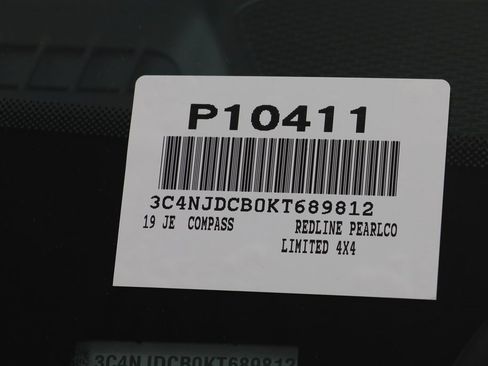 P10411
3C4NJDCB0KT689812
19 JE COMPASS REDLINE PEARLCO
LIMITED 4X4
3C4NJDCB0KT689812